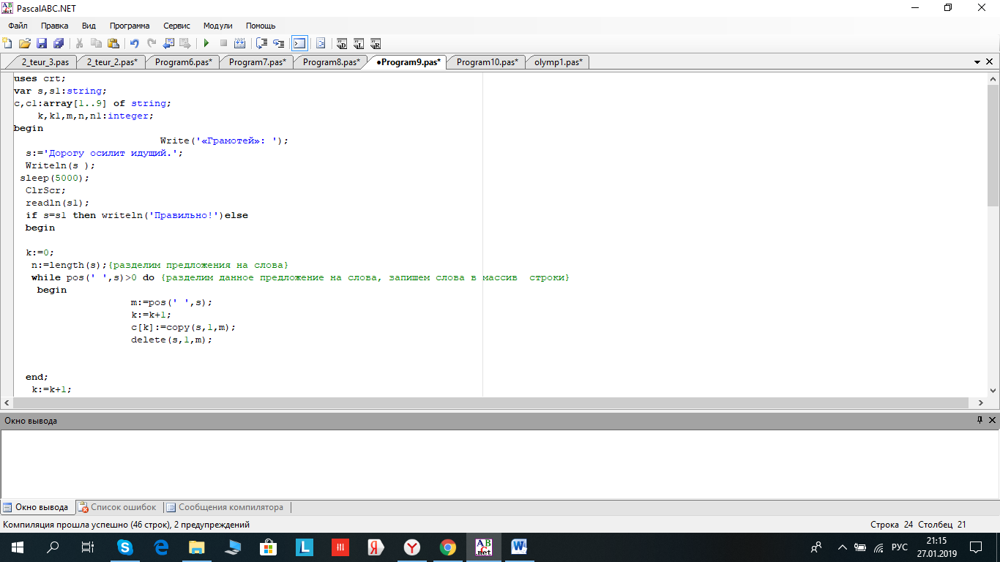 PascalABC.NET
Файл Правка Вид Программа Сервис Модули Помощь
2_teur_3.pas 2_teur_2.pas* Program6.pas* Program7.pas* Program8.pas* •Program9.pas* Program10.pas* olymp1.pas*
uses crt;
var s,s1:string;
c,c1:array[1..9] of string;
k,k1,m,n,n1:integer;
begin
Write('«Грамотей»: ');
s:='Дорогу осилит идущий.';
Writeln(s );
sleep(5000);
ClrScr;
readln(s1);
if s=s1 then writeln('Правильно!')else
begin
k:=0;
n:=length(s);{разделим предложения на слова}
while pos(' ',s)>0 do {разделим данное предложение на слова, запишем слова в массив  строки}
begin
m:=pos(' ',s);
k:=k+1;
c[k]:=copy(s,1,m);
delete(s,1,m);
end;
k:=k+1;
Окно вывода
Окно вывода Список ошибок Сообщения компилятора
Компиляция прошла успешно (46 строк), 2 предупреждений Строка 24 Столбец 21
РУС 21:15
27.01.2019